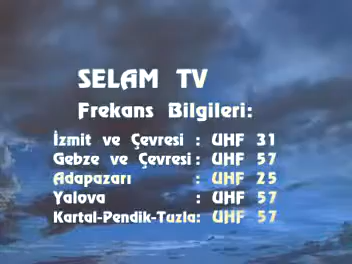 SELAM TV
Frekans Bilgileri:
İzmit ve Çevresi : UHF 31
Gebze ve Çevresi : UHF 57
Adapazarı : UHF 25
Yalova : UHF 57
Kartal-Pendik-Tuzla: UHF 57